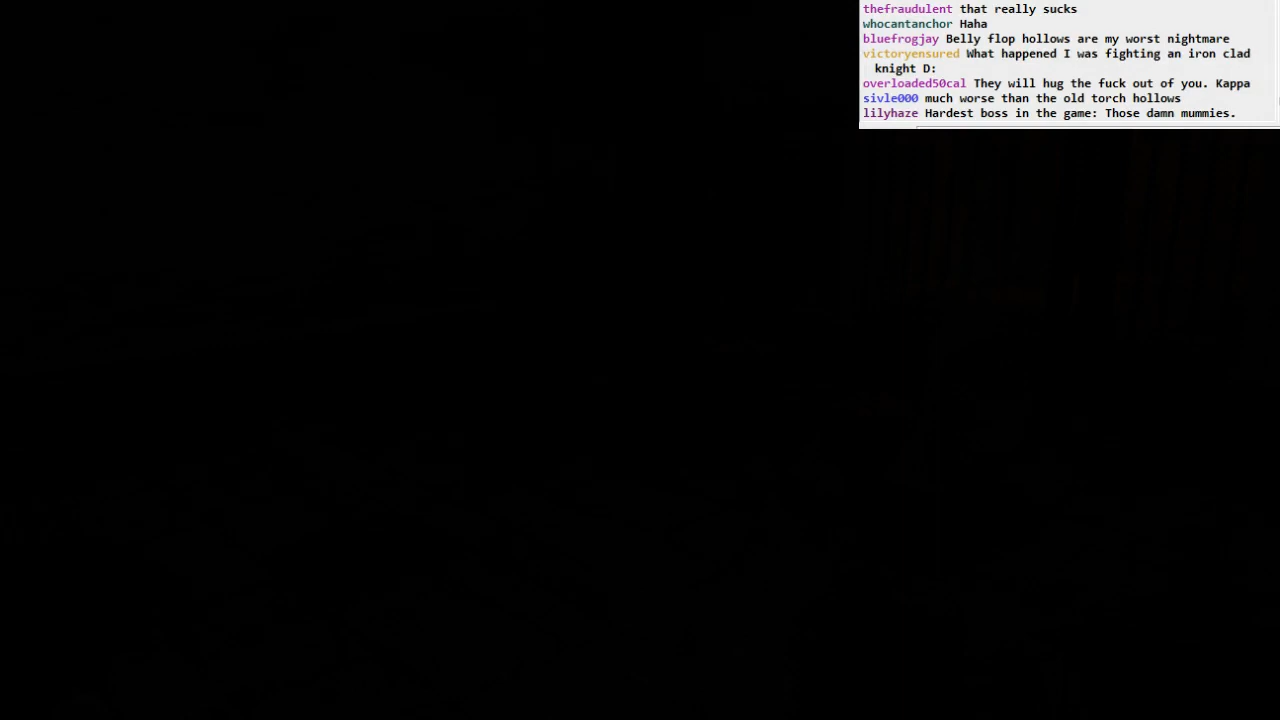 thefraudulent that really sucks
whocantanchor Haha
bluefrogjay Belly flop hollows are my worst nightmare
victoryensured What happened I was fighting an iron clad
knight D:
overloaded50cal They will hug the fuck out of you. Kappa
sivle000 much worse than the old torch hollows
lilyhaze Hardest boss in the game: Those damn mummies.